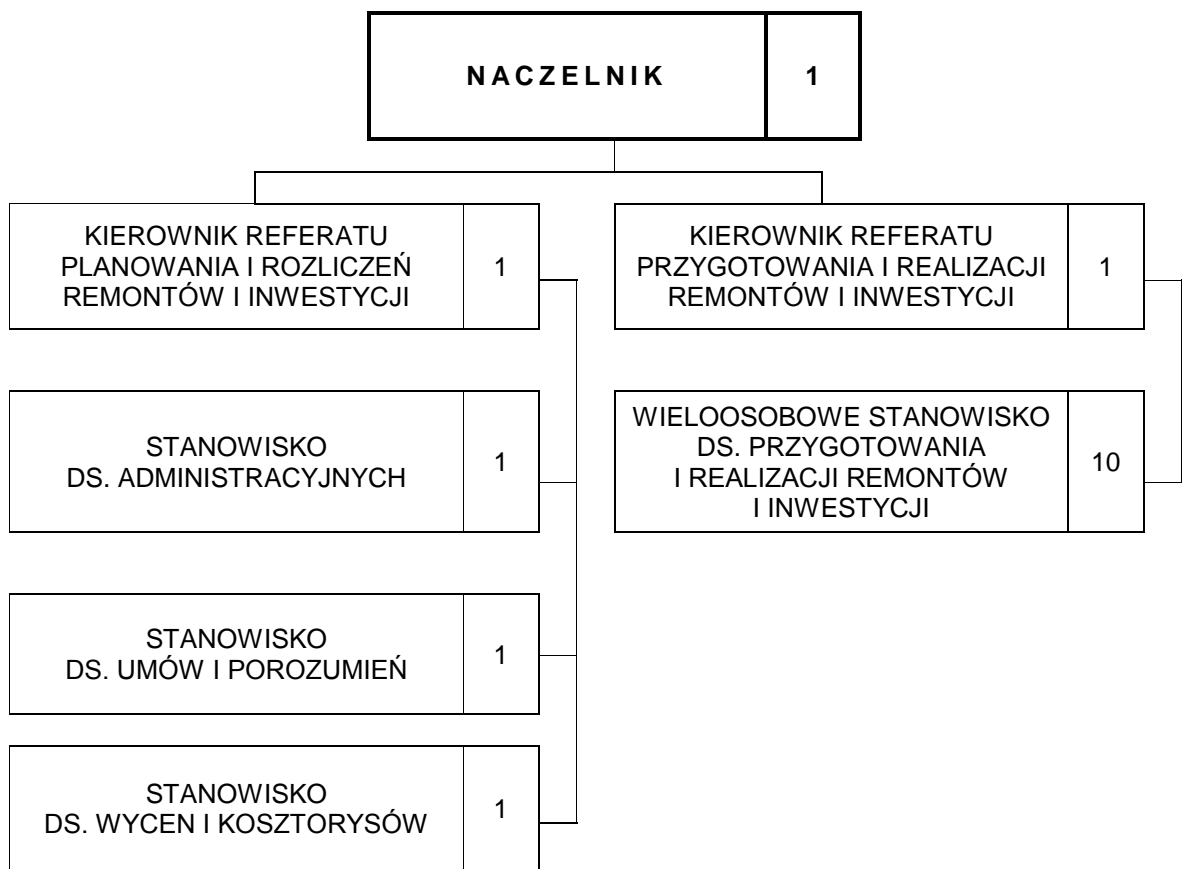 NACZELNIK 1
KIEROWNIK REFERATU
PLANOWANIA I ROZLICZEŃ
REMONTÓW I INWESTYCJI
1
KIEROWNIK REFERATU
PRZYGOTOWANIA I REALIZACJI
REMONTÓW I INWESTYCJI
1
STANOWISKO
DS. ADMINISTRACYJNYCH
1
WIELOOSOBOWE STANOWISKO
DS. PRZYGOTOWANIA
I REALIZACJI REMONTÓW
I INWESTYCJI
10
STANOWISKO
DS. UMÓW I POROZUMIEŃ
1
STANOWISKO
DS. WYCEN I KOSZTORYSÓW
1